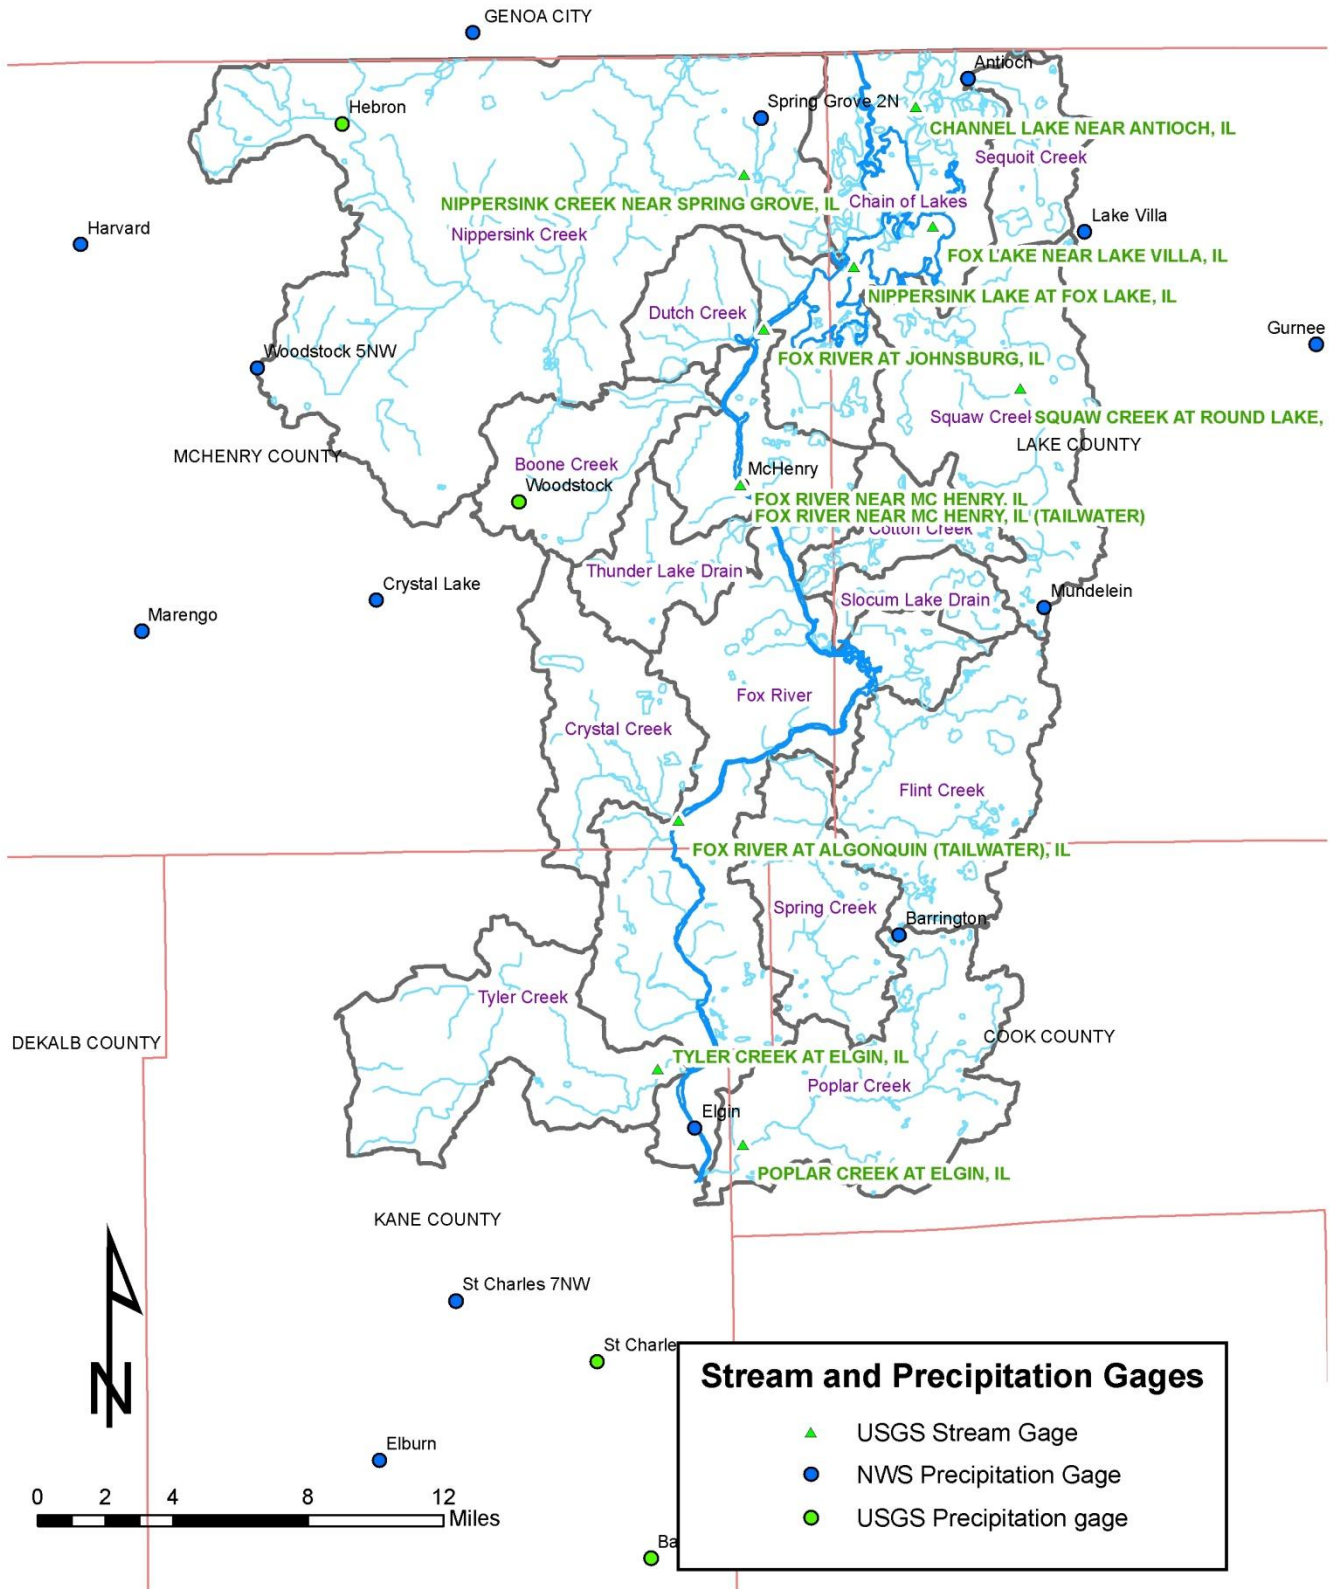 GENOA CITY
Antioch
Hebron
Spring Grove 2N
CHANNEL LAKE NEAR ANTIOCH, IL
Sequoit Creek
NIPPERSINK CREEK NEAR SPRING GROVE, IL
Chain of Lakes
Lake Villa
Harvard
Nippersink Creek
FOX LAKE NEAR LAKE VILLA, IL
NIPPERSINK LAKE AT FOX LAKE, IL
Dutch Creek
Gurnee
Woodstock 5NW
FOX RIVER AT JOHNSBURG, IL
Squaw Creek
SQUAW CREEK AT ROUND LAKE,
LAKE COUNTY
MCHENRY COUNTY
Boone Creek
McHenry
Woodstock
FOX RIVER NEAR MC HENRY, IL
FOX RIVER NEAR MC HENRY, IL (TAILWATER)
Cotton Creek
Thunder Lake Drain
Crystal Lake
Slocum Lake Drain
Mundelein
Marengo
Fox River
Crystal Creek
Flint Creek
FOX RIVER AT ALGONQUIN (TAILWATER), IL
Spring Creek
Barrington
Tyler Creek
DEKALB COUNTY
COOK COUNTY
TYLER CREEK AT ELGIN, IL
Poplar Creek
Elgin
POPLAR CREEK AT ELGIN, IL
KANE COUNTY
St Charles 7NW
St Charle
Stream and Precipitation Gages
USGS Stream Gage
Elburn
NWS Precipitation Gage
0 2 4 8 12
Miles
USGS Precipitation gage
Ba
N